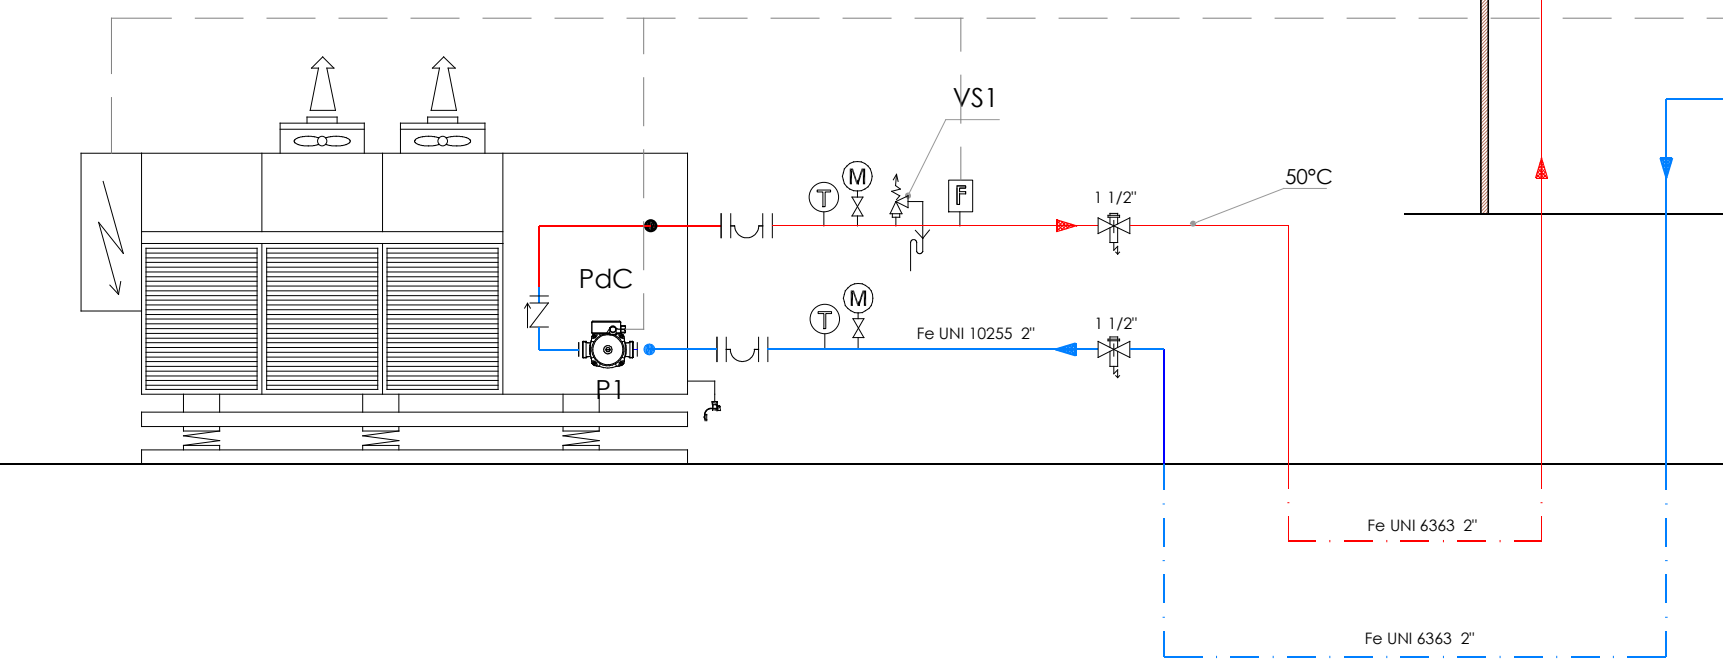 VS1
M
T
F
50°C
1 1/2"
PdC
M
T
Fe UNI 10255 2"
1 1/2"
P1
Fe UNI 6363 2"
Fe UNI 6363 2"